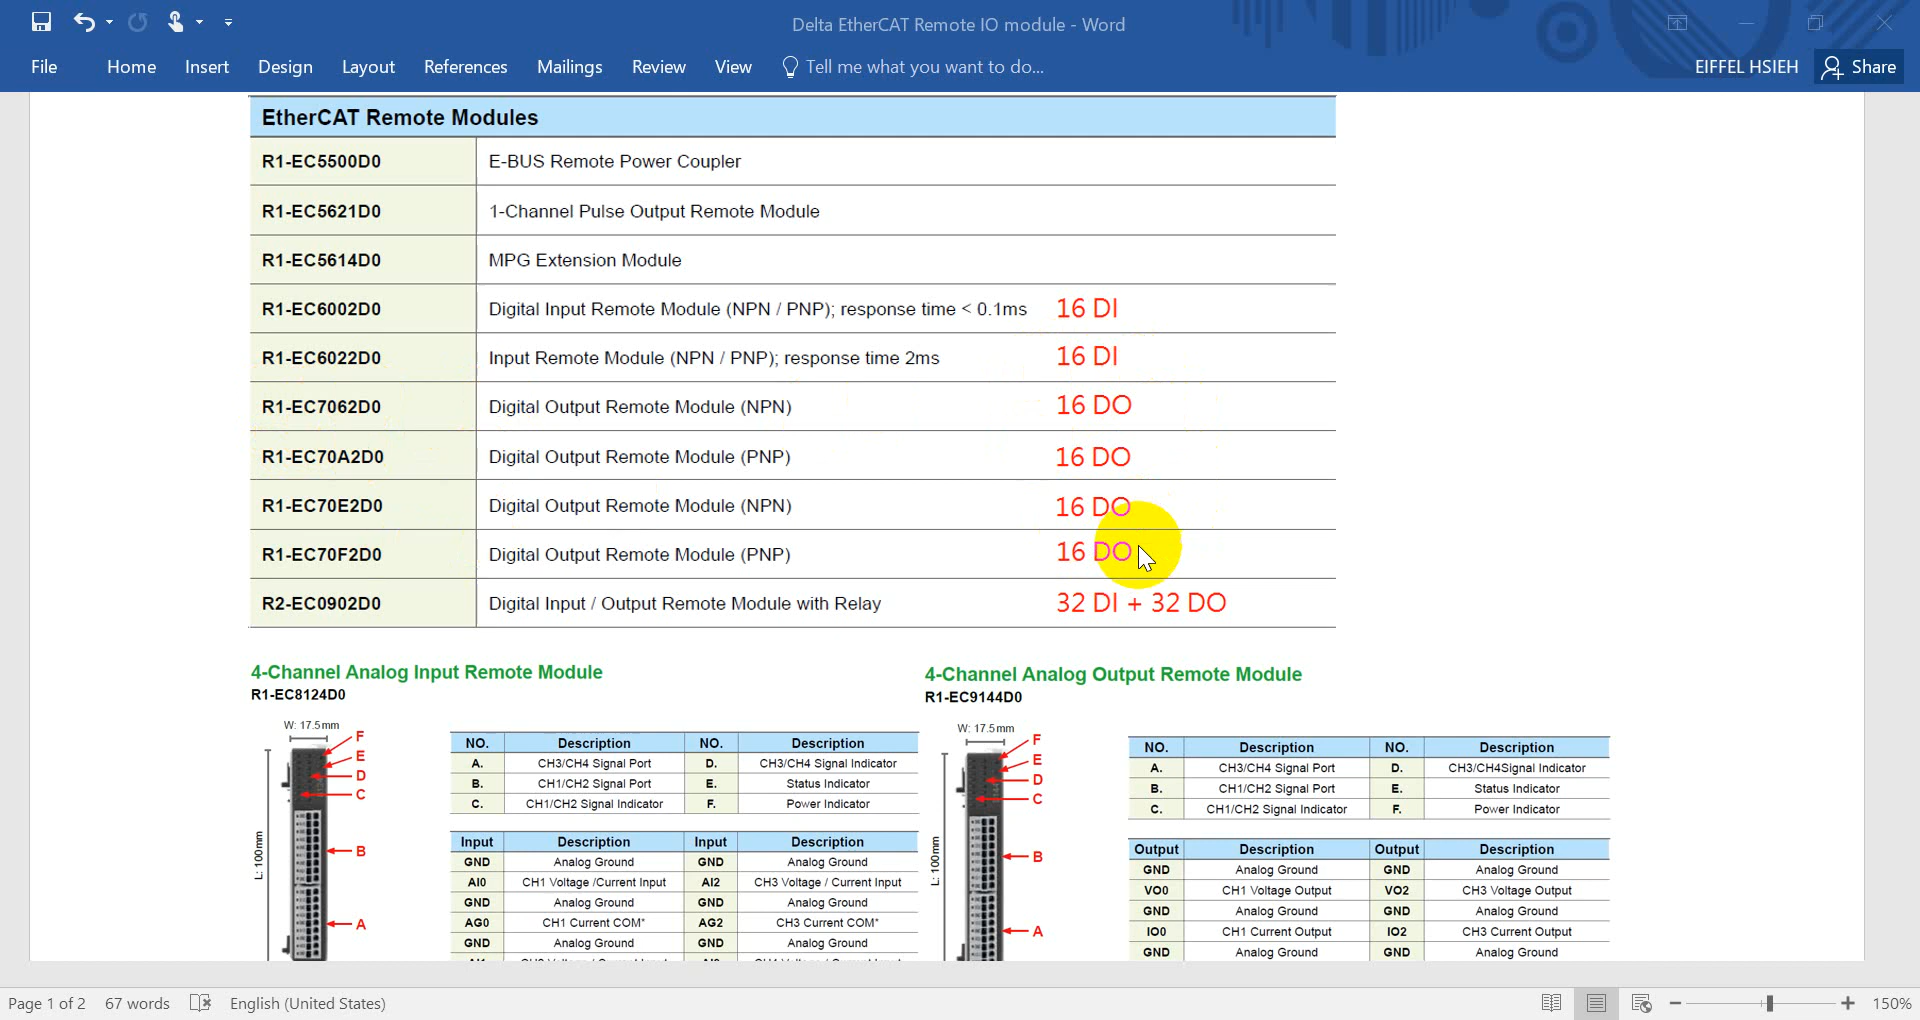 Delta EtherCAT Remote IO module - Word
File Home Insert Design Layout References Mailings Review View Tell me what you want to do... EIFFEL HSIEH Share
EtherCAT Remote Modules
R1-EC5500D0 E-BUS Remote Power Coupler
R1-EC5621D0 1-Channel Pulse Output Remote Module
R1-EC5614D0 MPG Extension Module
R1-EC6002D0 Digital Input Remote Module (NPN / PNP); response time < 0.1ms 16 DI
R1-EC6022D0 Input Remote Module (NPN / PNP); response time 2ms 16 DI
R1-EC7062D0 Digital Output Remote Module (NPN) 16 DO
R1-EC70A2D0 Digital Output Remote Module (PNP) 16 DO
R1-EC70E2D0 Digital Output Remote Module (NPN) 16 DO
R1-EC70F2D0 Digital Output Remote Module (PNP) 16 DO
R2-EC0902D0 Digital Input / Output Remote Module with Relay 32 DI + 32 DO
4-Channel Analog Input Remote Module
R1-EC8124D0
W: 17.5mm
F
E
D
C
B
A
L: 100mm
NO. Description NO. Description
A. CH3/CH4 Signal Port D. CH3/CH4 Signal Indicator
B. CH1/CH2 Signal Port E. Status Indicator
C. CH1/CH2 Signal Indicator F. Power Indicator
Input Description Input Description
GND Analog Ground GND Analog Ground
AI0 CH1 Voltage /Current Input AI2 CH3 Voltage / Current Input
GND Analog Ground GND Analog Ground
AG0 CH1 Current COM* AG2 CH3 Current COM*
GND Analog Ground GND Analog Ground
4-Channel Analog Output Remote Module
R1-EC9144D0
W: 17.5mm
F
E
D
C
B
A
L: 100mm
NO. Description NO. Description
A. CH3/CH4 Signal Port D. CH3/CH4Signal Indicator
B. CH1/CH2 Signal Port E. Status Indicator
C. CH1/CH2 Signal Indicator F. Power Indicator
Output Description Output Description
GND Analog Ground GND Analog Ground
VO0 CH1 Voltage Output VO2 CH3 Voltage Output
GND Analog Ground GND Analog Ground
IO0 CH1 Current Output IO2 CH3 Current Output
GND Analog Ground GND Analog Ground
Page 1 of 2 67 words English (United States) 150%